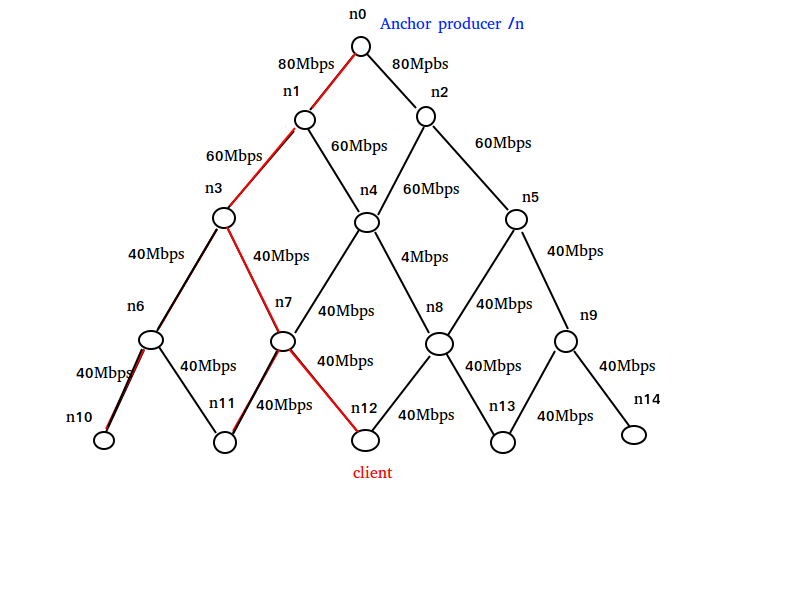 n0
Anchor producer /n
80Mbps
80Mpbs
n1
n2
60Mbps
60Mbps
60Mbps
n3
n4
60Mbps
n5
40Mbps
40Mbps
4Mbps
40Mbps
n6
n7
40Mbps
n8
40Mbps
n9
40Mbps
40Mbps
40Mbps
40Mbps
40Mbps
n10
n11
40Mbps
n12
40Mbps
n13
40Mbps
n14
client